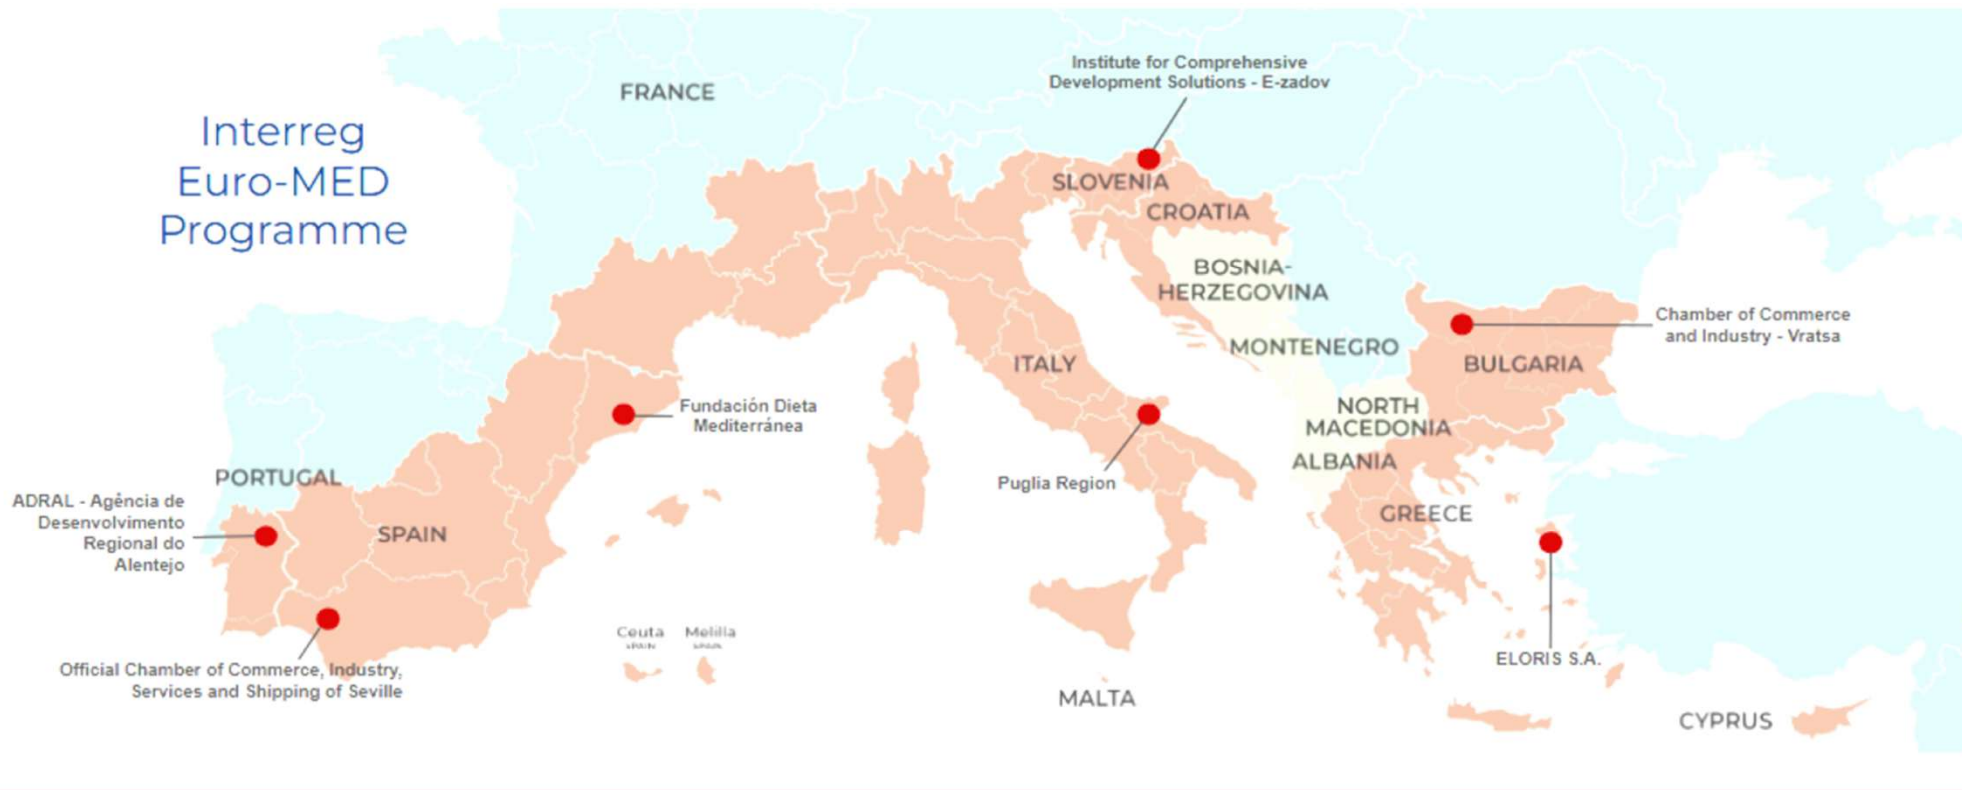 Interreg
Euro-MED
Programme
FRANCE
Institute for Comprehensive
Development Solutions - E-zadov
SLOVENIA
CROATIA
BOSNIA-
HERZEGOVINA
MONTENEGRO
Chamber of Commerce
and Industry - Vratsa
BULGARIA
ITALY
NORTH
MACEDONIA
ALBANIA
Fundación Dieta
Mediterránea
Puglia Region
PORTUGAL
ADRAL - Agência de
Desenvolvimento
Regional do
Alentejo
SPAIN
GREECE
Official Chamber of Commerce, Industry,
Services and Shipping of Seville
Ceuta
SPAIN
Melilla
SPAIN
ELORIS S.A.
MALTA
CYPRUS